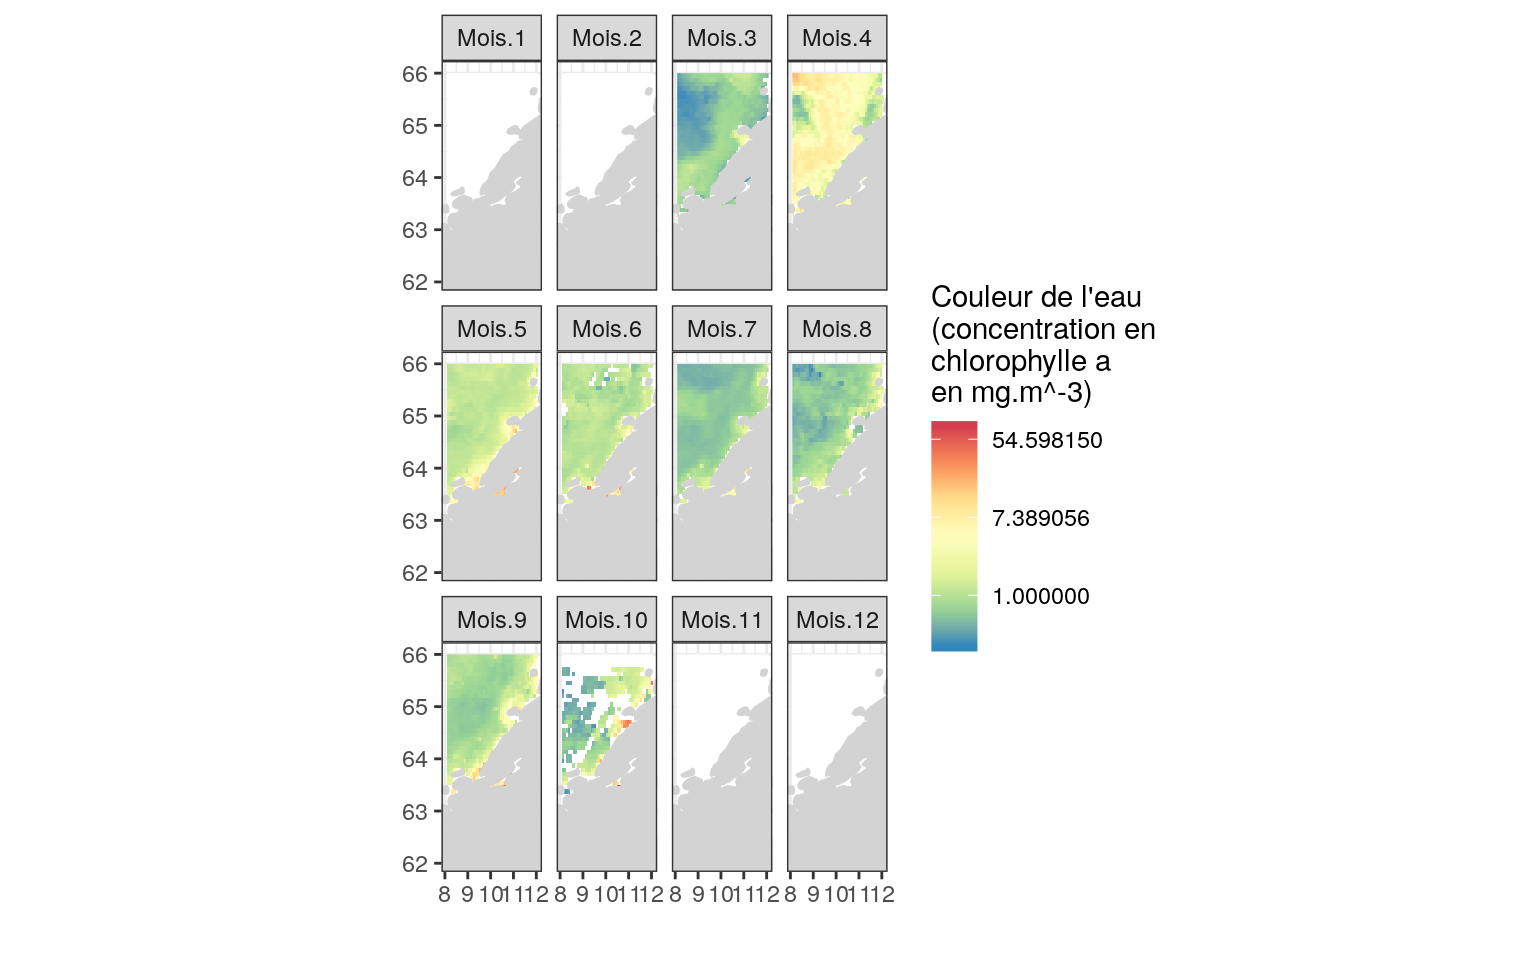 Mois.1 Mois.2 Mois.3 Mois.4
66
65
64
63
62
Mois.5 Mois.6 Mois.7 Mois.8
66
65
64
63
62
Mois.9 Mois.10 Mois.11 Mois.12
66
65
64
63
62
8 9 10 11 12 8 9 10 11 12 8 9 10 11 12 8 9 10 11 12
Couleur de l'eau
(concentration en
chlorophylle a
en mg.m^-3)
54.598150
7.389056
1.000000